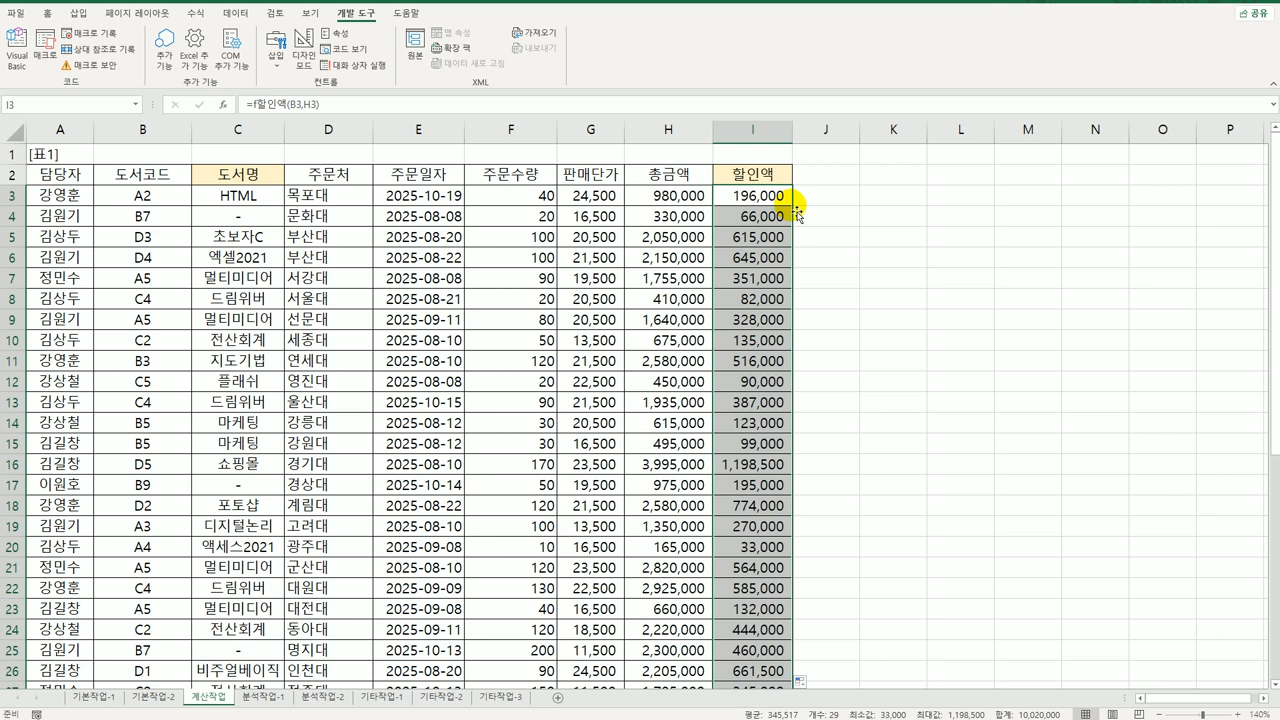 파일 홈 삽입 페이지 레이아웃 수식 데이터 검토 보기 개발 도구 도움말 공유
Visual Basic 매크로 매크로 기록 상대 참조로 기록 매크로 보안 추가 기능 Excel 추가 기능 COM 추가 기능 삽입 디자인 모드 속성 코드 보기 대화 상자 실행 원본 맵 속성 확장 팩 데이터 새로 고침 가져오기 내보내기
코드 추가 기능 컨트롤 XML
I3 fx =f할인액(B3,H3)
A B C D E F G H I J K L M N O P
1 [표1]
2 담당자 도서코드 도서명 주문처 주문일자 주문수량 판매단가 총금액 할인액
3 강영훈 A2 HTML 목포대 2025-10-19 40 24,500 980,000 196,000
4 김원기 B7 - 문화대 2025-08-08 20 16,500 330,000 66,000
5 김상두 D3 초보자C 부산대 2025-08-20 100 20,500 2,050,000 615,000
6 김원기 D4 엑셀2021 부산대 2025-08-22 100 21,500 2,150,000 645,000
7 정민수 A5 멀티미디어 서강대 2025-08-08 90 19,500 1,755,000 351,000
8 김상두 C4 드림위버 서울대 2025-08-21 20 20,500 410,000 82,000
9 김원기 A5 멀티미디어 선문대 2025-09-11 80 20,500 1,640,000 328,000
10 김상두 C2 전산회계 세종대 2025-08-10 50 13,500 675,000 135,000
11 강영훈 B3 지도기법 연세대 2025-08-10 120 21,500 2,580,000 516,000
12 강상철 C5 플래쉬 영진대 2025-08-08 20 22,500 450,000 90,000
13 김상두 C4 드림위버 울산대 2025-10-15 90 21,500 1,935,000 387,000
14 강상철 B5 마케팅 강릉대 2025-08-12 30 20,500 615,000 123,000
15 김길창 B5 마케팅 강원대 2025-08-12 30 16,500 495,000 99,000
16 김길창 D5 쇼핑몰 경기대 2025-08-10 170 23,500 3,995,000 1,198,500
17 이원호 B9 - 경상대 2025-10-14 50 19,500 975,000 195,000
18 강영훈 D2 포토샵 계림대 2025-08-22 120 21,500 2,580,000 774,000
19 김원기 A3 디지털논리 고려대 2025-08-10 100 13,500 1,350,000 270,000
20 김상두 A4 액세스2021 광주대 2025-09-08 10 16,500 165,000 33,000
21 정민수 A5 멀티미디어 군산대 2025-08-10 120 23,500 2,820,000 564,000
22 강영훈 C4 드림위버 대원대 2025-09-09 130 22,500 2,925,000 585,000
23 김길창 A5 멀티미디어 대전대 2025-09-08 40 16,500 660,000 132,000
24 강상철 C2 전산회계 동아대 2025-09-11 120 18,500 2,220,000 444,000
25 김원기 B7 - 명지대 2025-10-13 200 11,500 2,300,000 460,000
26 김길창 D1 비주얼베이직 인천대 2025-08-20 90 24,500 2,205,000 661,500
기본작업-1 기본작업-2 계산작업 분석작업-1 분석작업-2 기타작업-1 기타작업-2 기타작업-3
준비 평균: 345,517 개수: 29 최소값: 33,000 최대값: 1,198,500 합계: 10,020,000 140%